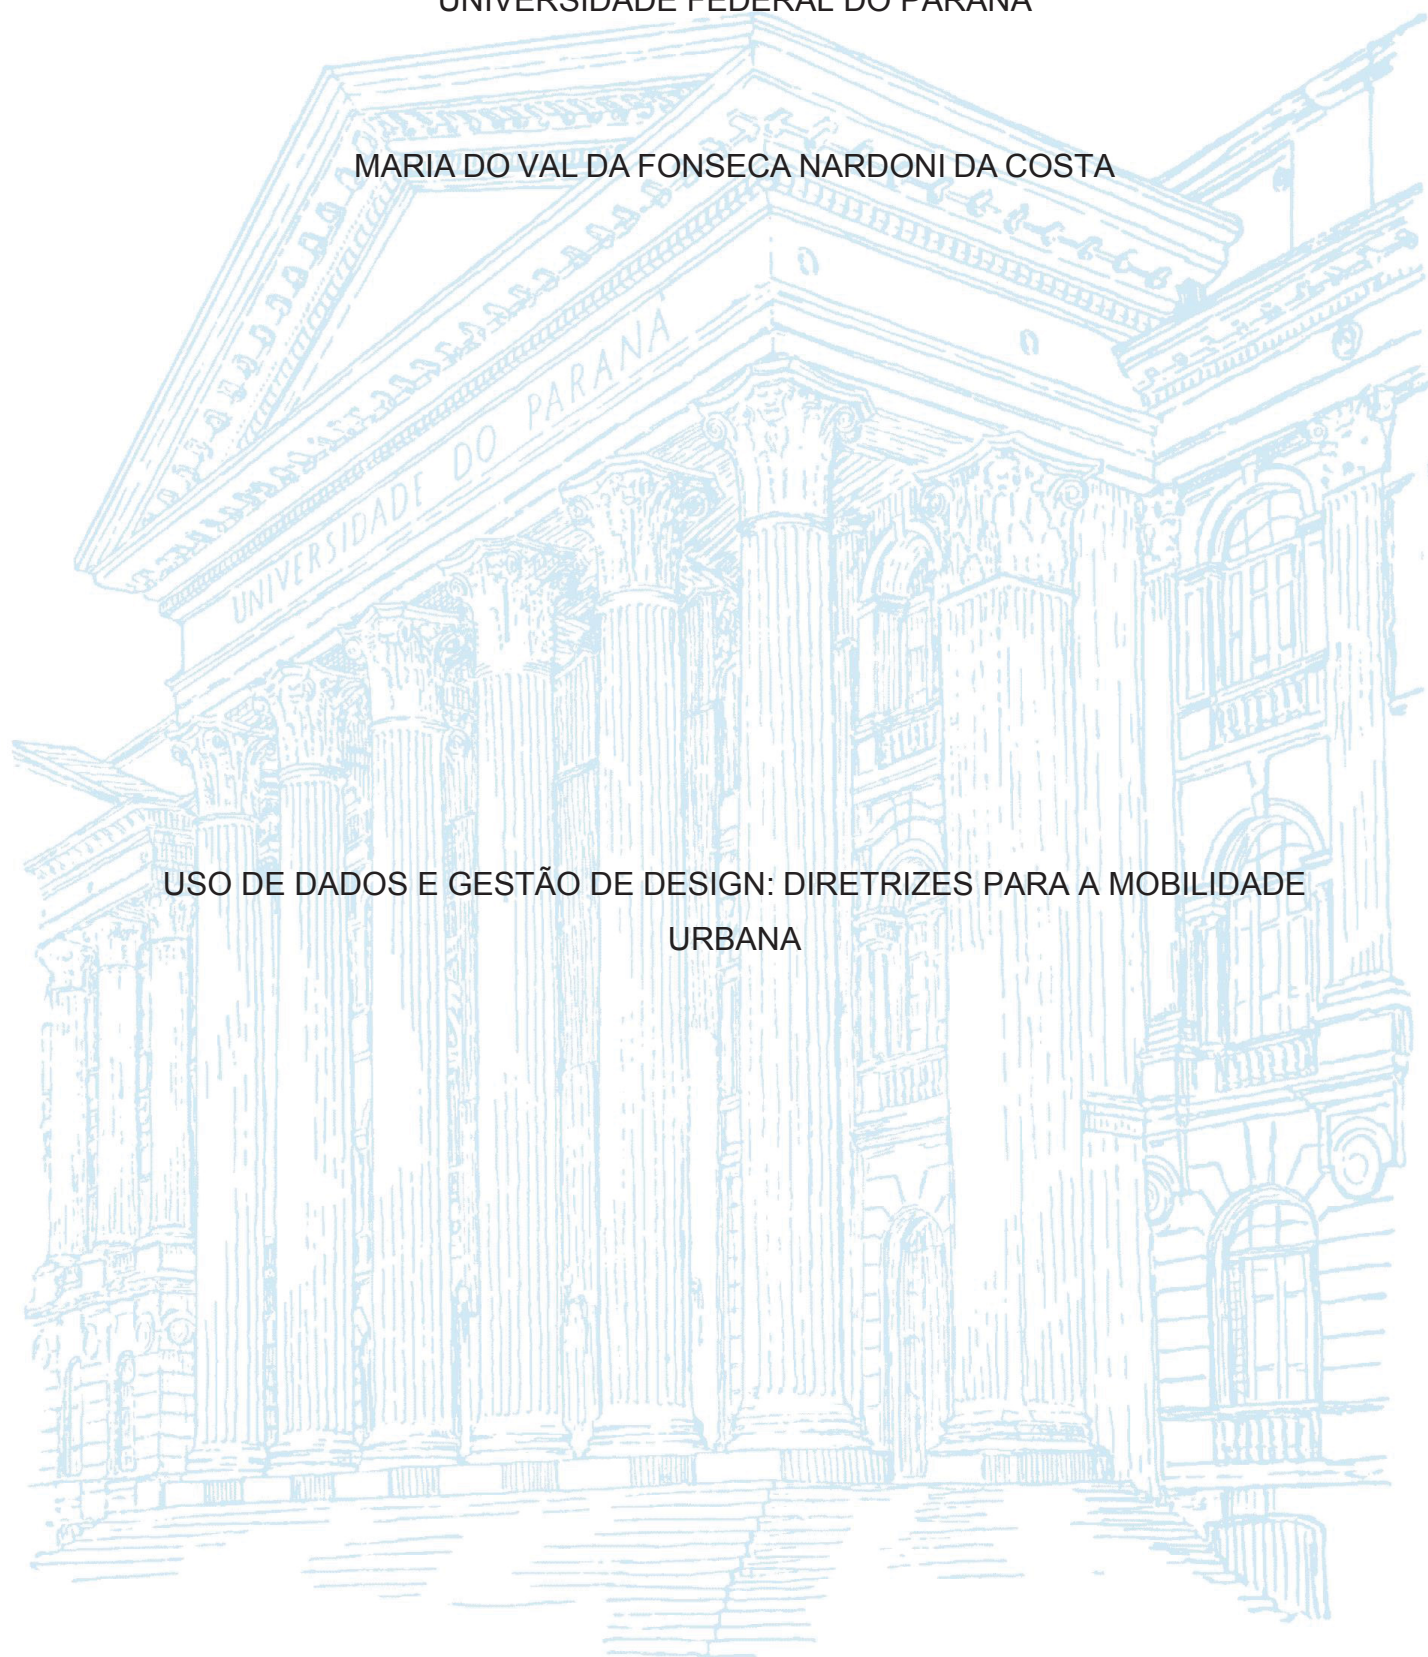 UNIVERSIDADE FEDERAL DO PARANÁ
MARIA DO VAL DA FONSECA NARDONI DA COSTA
UNIVERSIDADE DO PARANÁ
USO DE DADOS E GESTÃO DE DESIGN: DIRETRIZES PARA A MOBILIDADE
URBANA